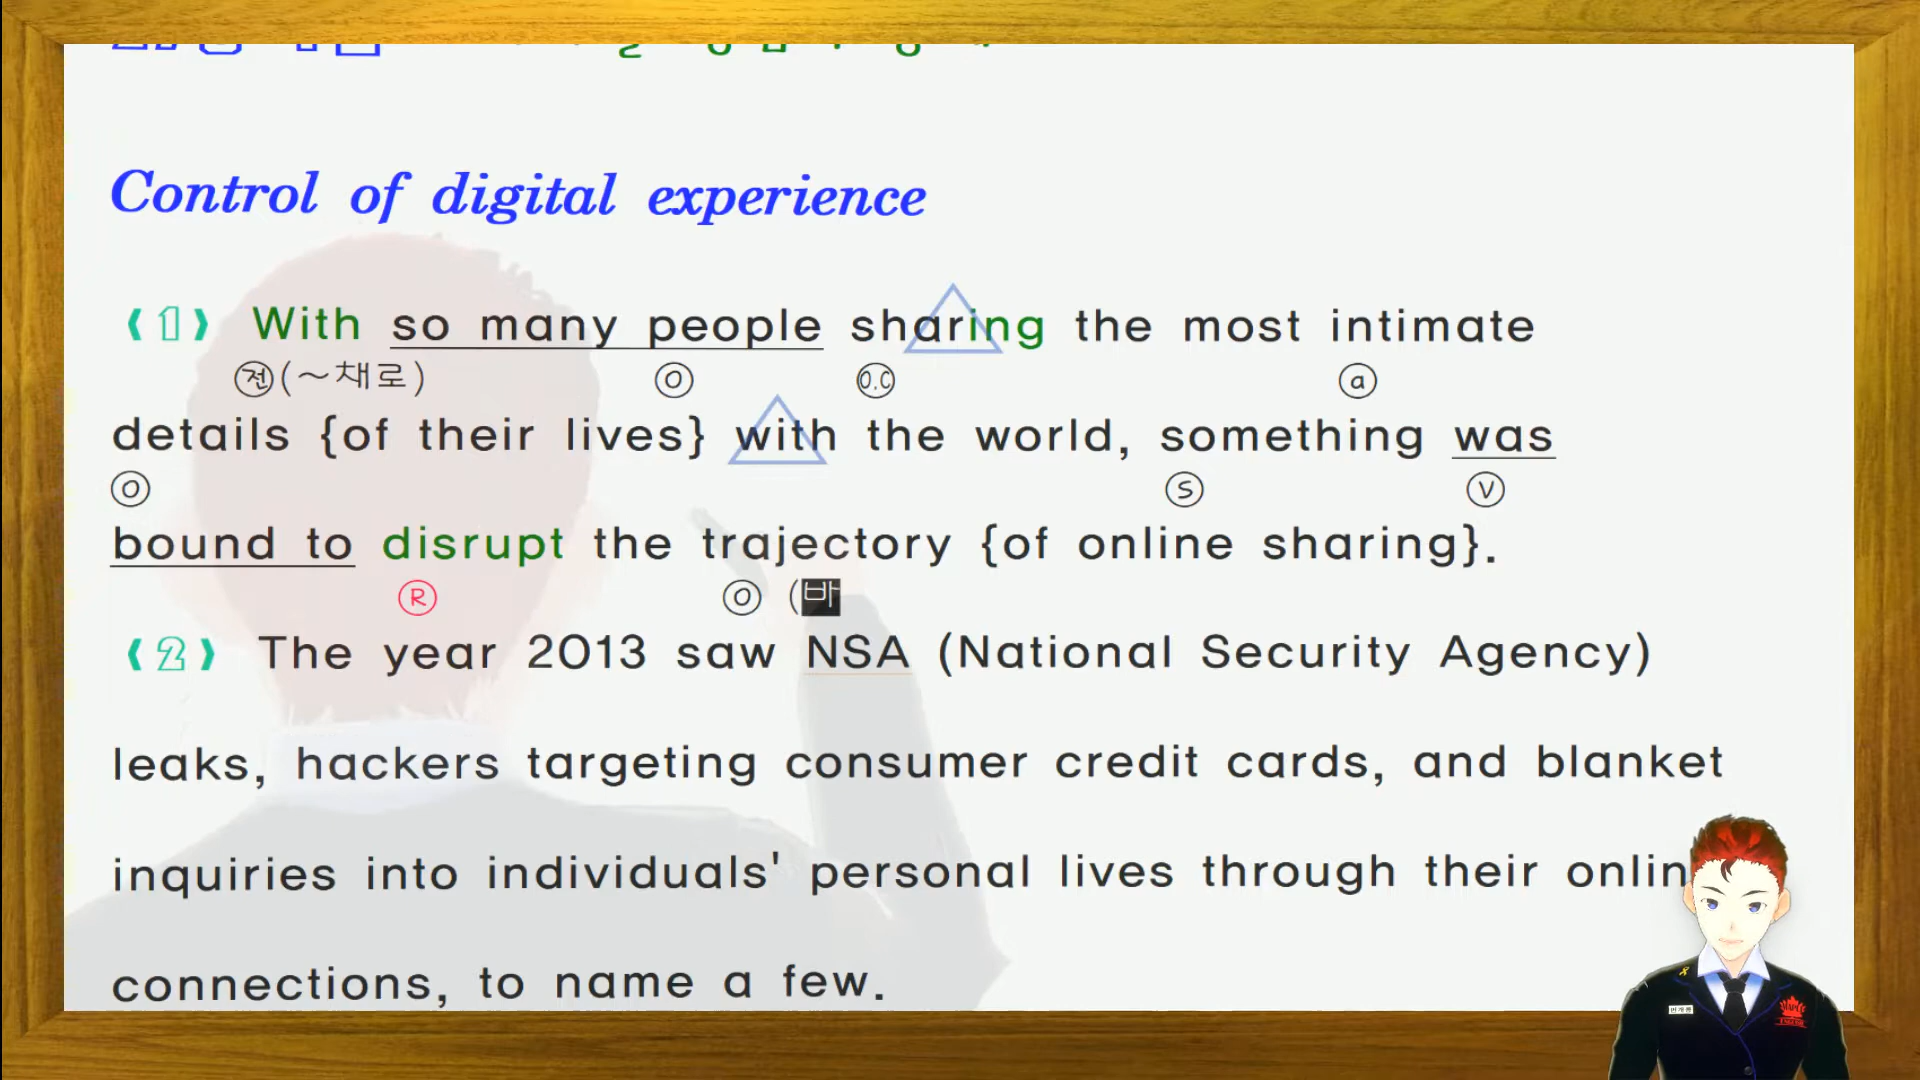 Control of digital experience
❪1❫ With so many people sharing the most intimate
전 (～채로) O O.C a
details {of their lives} with the world, something was
O S V
bound to disrupt the trajectory {of online sharing}.
R O (바
❪2❫ The year 2013 saw NSA (National Security Agency)
leaks, hackers targeting consumer credit cards, and blanket
inquiries into individuals' personal lives through their onlin
connections, to name a few.